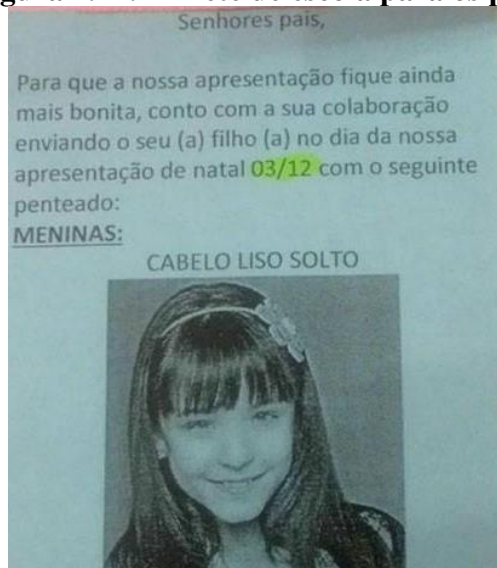 Senhores pais,
Para que a nossa apresentação fique ainda
mais bonita, conto com a sua colaboração
enviando o seu (a) filho (a) no dia da nossa
apresentação de natal 03/12 com o seguinte
penteado:
MENINAS:
CABELO LISO SOLTO